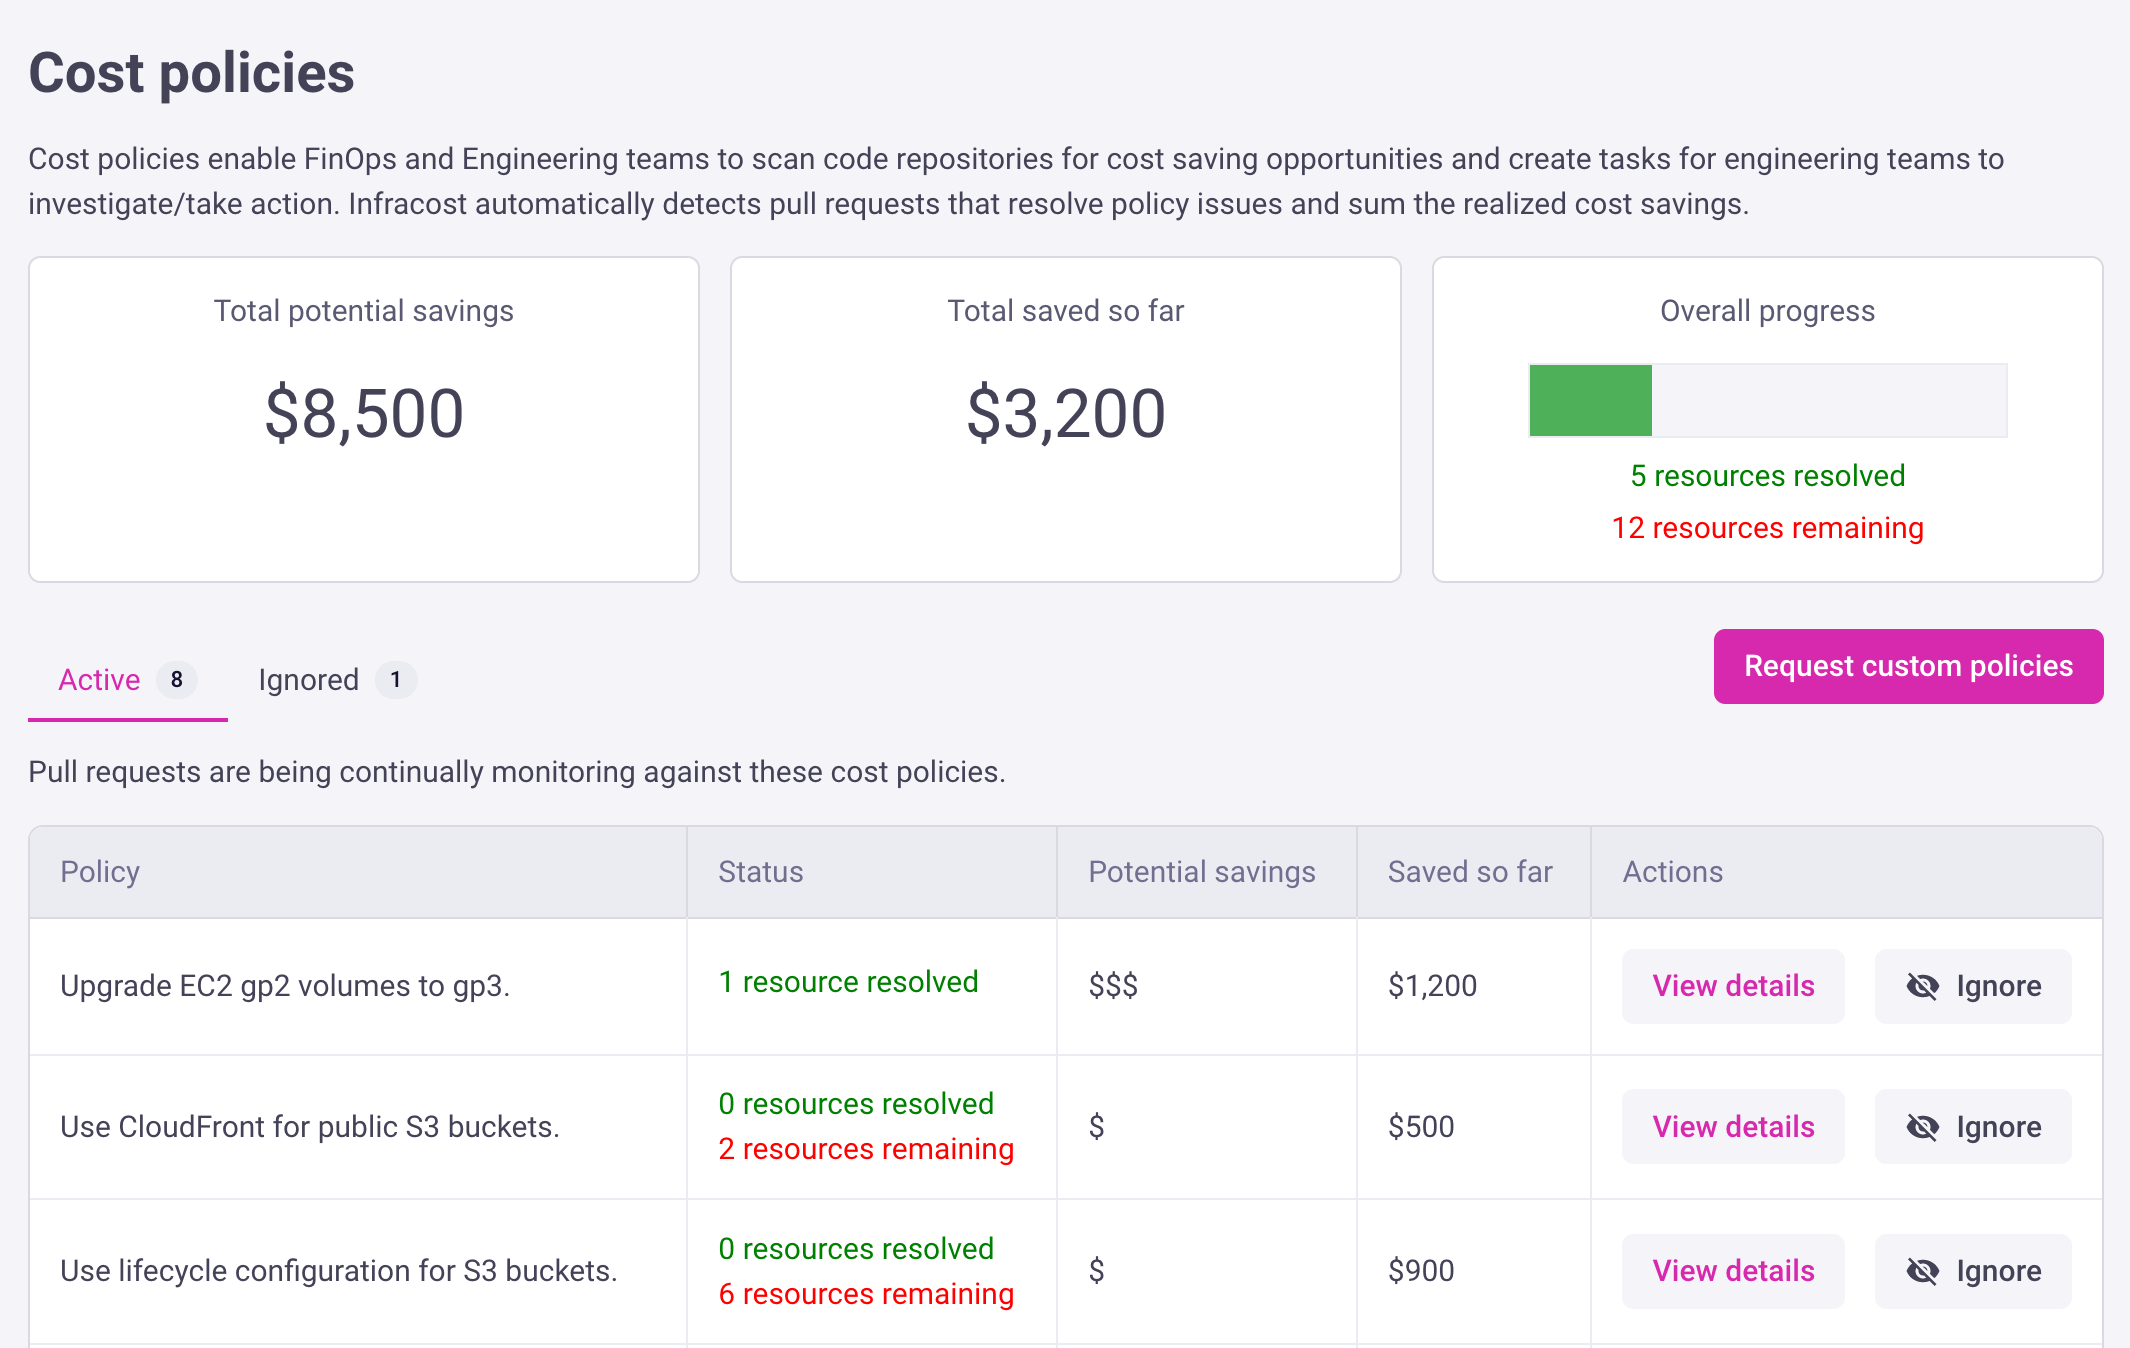 Cost policies
Cost policies enable FinOps and Engineering teams to scan code repositories for cost saving opportunities and create tasks for engineering teams to
investigate/take action. Infracost automatically detects pull requests that resolve policy issues and sum the realized cost savings.
Total potential savings
$8,500
Total saved so far
$3,200
Overall progress
5 resources resolved
12 resources remaining
Active 8 Ignored 1
Request custom policies
Pull requests are being continually monitoring against these cost policies.
Policy Status Potential savings Saved so far Actions
Upgrade EC2 gp2 volumes to gp3. 1 resource resolved $$$ $1,200 View details Ignore
Use CloudFront for public S3 buckets. 0 resources resolved
2 resources remaining $ $500 View details Ignore
Use lifecycle configuration for S3 buckets. 0 resources resolved
6 resources remaining $ $900 View details Ignore